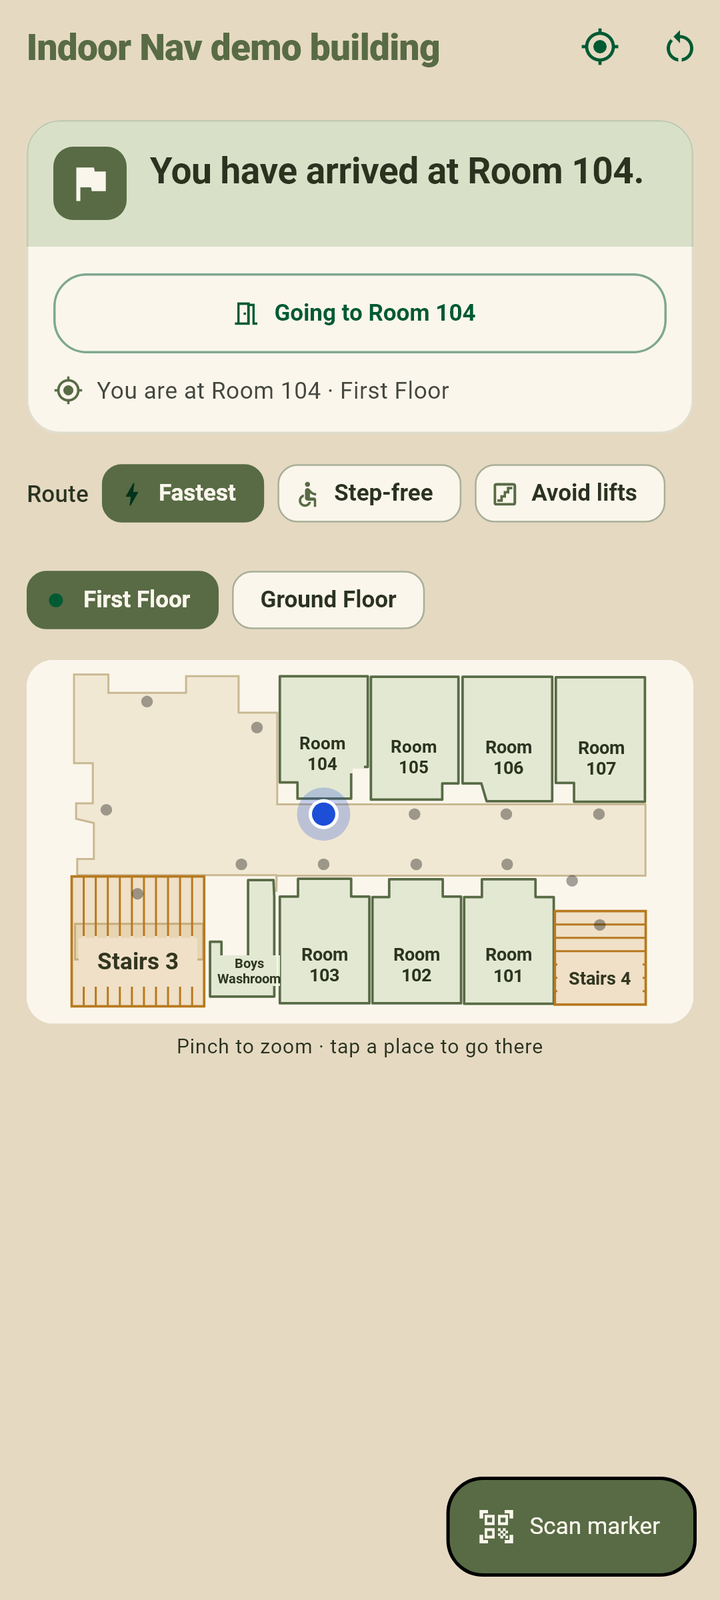 Indoor Nav demo building
You have arrived at Room 104.
Going to Room 104
You are at Room 104 · First Floor
Route
Fastest
Step-free
Avoid lifts
First Floor
Ground Floor
Room
104
Room
105
Room
106
Room
107
Stairs 3
Boys
Washroom
Room
103
Room
102
Room
101
Stairs 4
Pinch to zoom · tap a place to go there
Scan marker